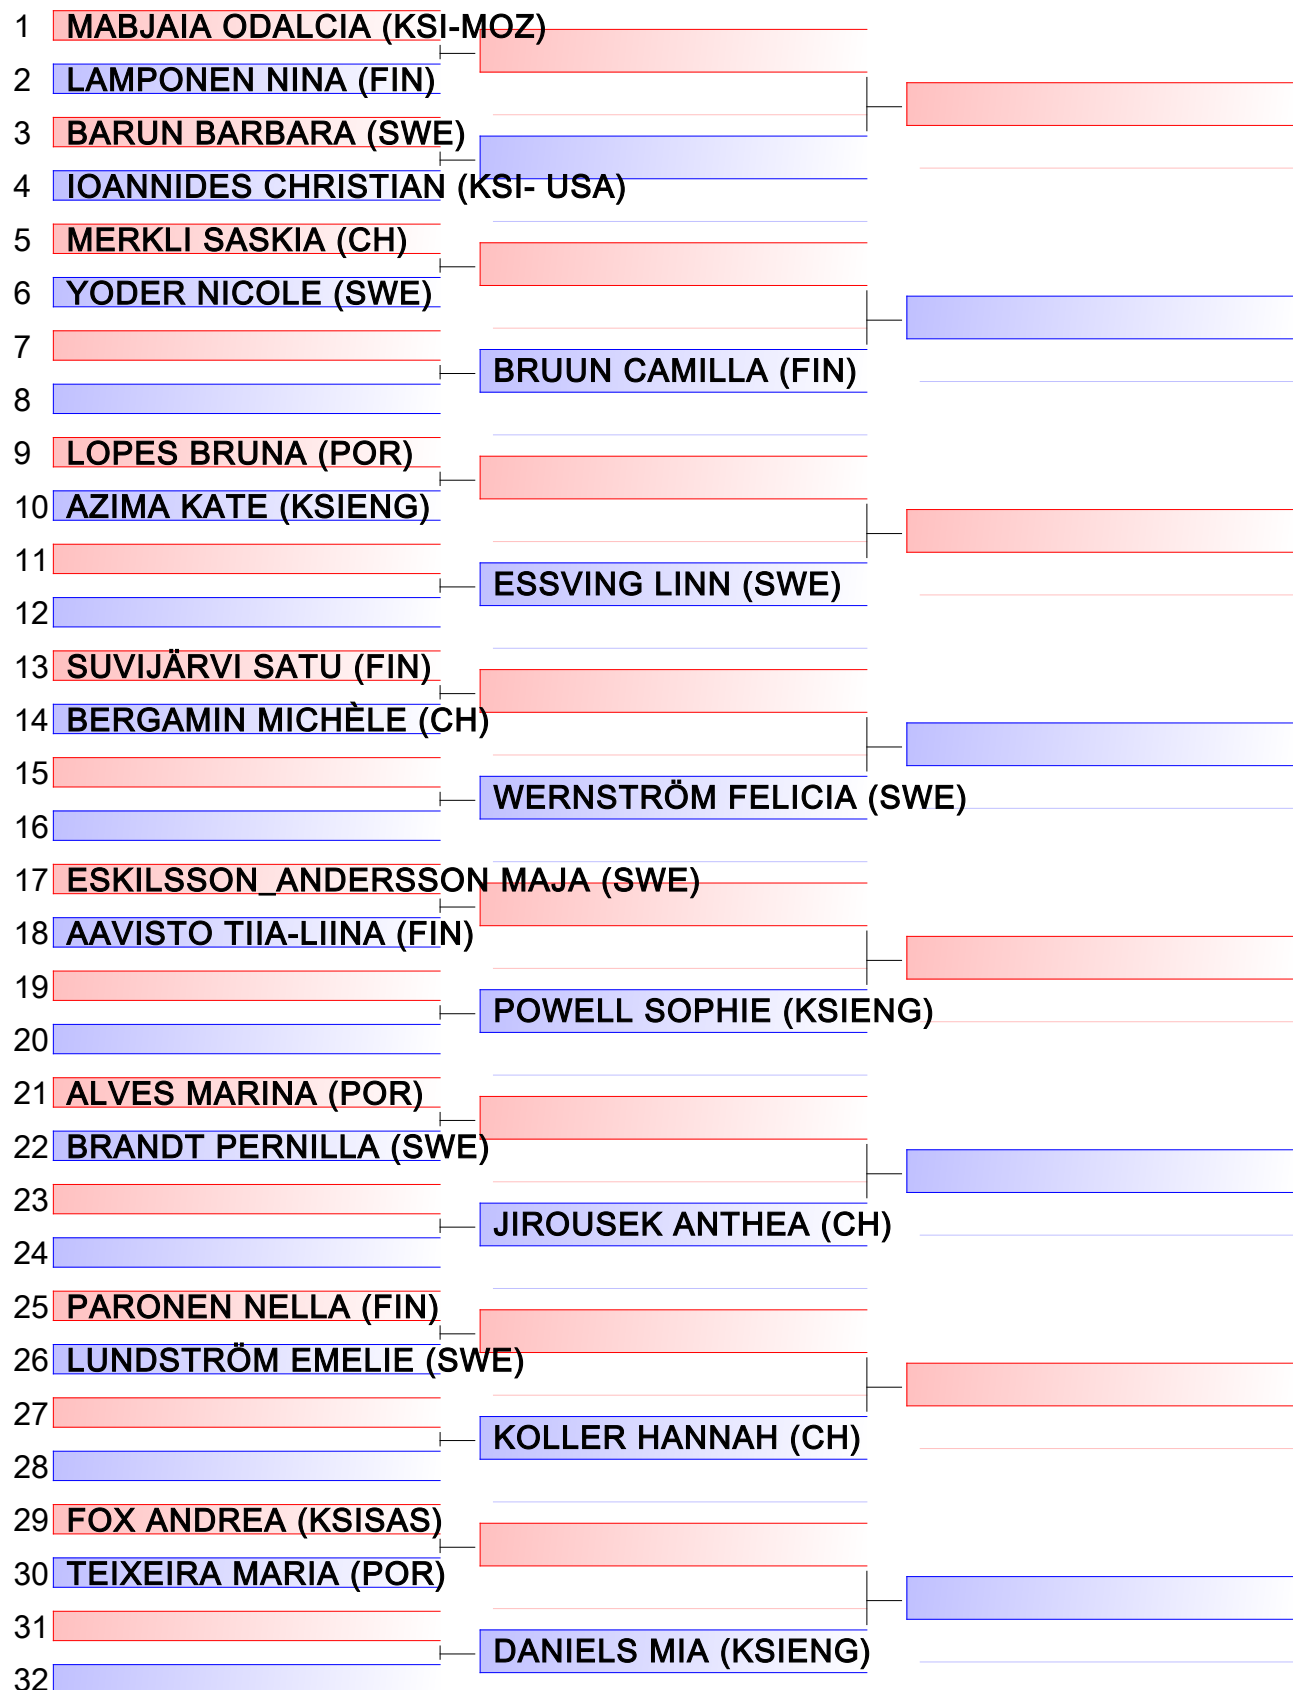 1 MABJAIA ODALCIA (KSI-MOZ)
2 LAMPONEN NINA (FIN)
3 BARUN BARBARA (SWE)
4 IOANNIDES CHRISTIAN (KSI- USA)
5 MERKLI SASKIA (CH)
6 YODER NICOLE (SWE)
7
BRUUN CAMILLA (FIN)
8
9 LOPES BRUNA (POR)
10 AZIMA KATE (KSIENG)
11
ESSVING LINN (SWE)
12
13 SUVIJÄRVI SATU (FIN)
14 BERGAMIN MICHÈLE (CH)
15
WERNSTRÖM FELICIA (SWE)
16
17 ESKILSSON_ANDERSSON MAJA (SWE)
18 AAVISTO TIIA-LIINA (FIN)
19
POWELL SOPHIE (KSIENG)
20
21 ALVES MARINA (POR)
22 BRANDT PERNILLA (SWE)
23
JIROUSEK ANTHEA (CH)
24
25 PARONEN NELLA (FIN)
26 LUNDSTRÖM EMELIE (SWE)
27
KOLLER HANNAH (CH)
28
29 FOX ANDREA (KSISAS)
30 TEIXEIRA MARIA (POR)
31
DANIELS MIA (KSIENG)
32